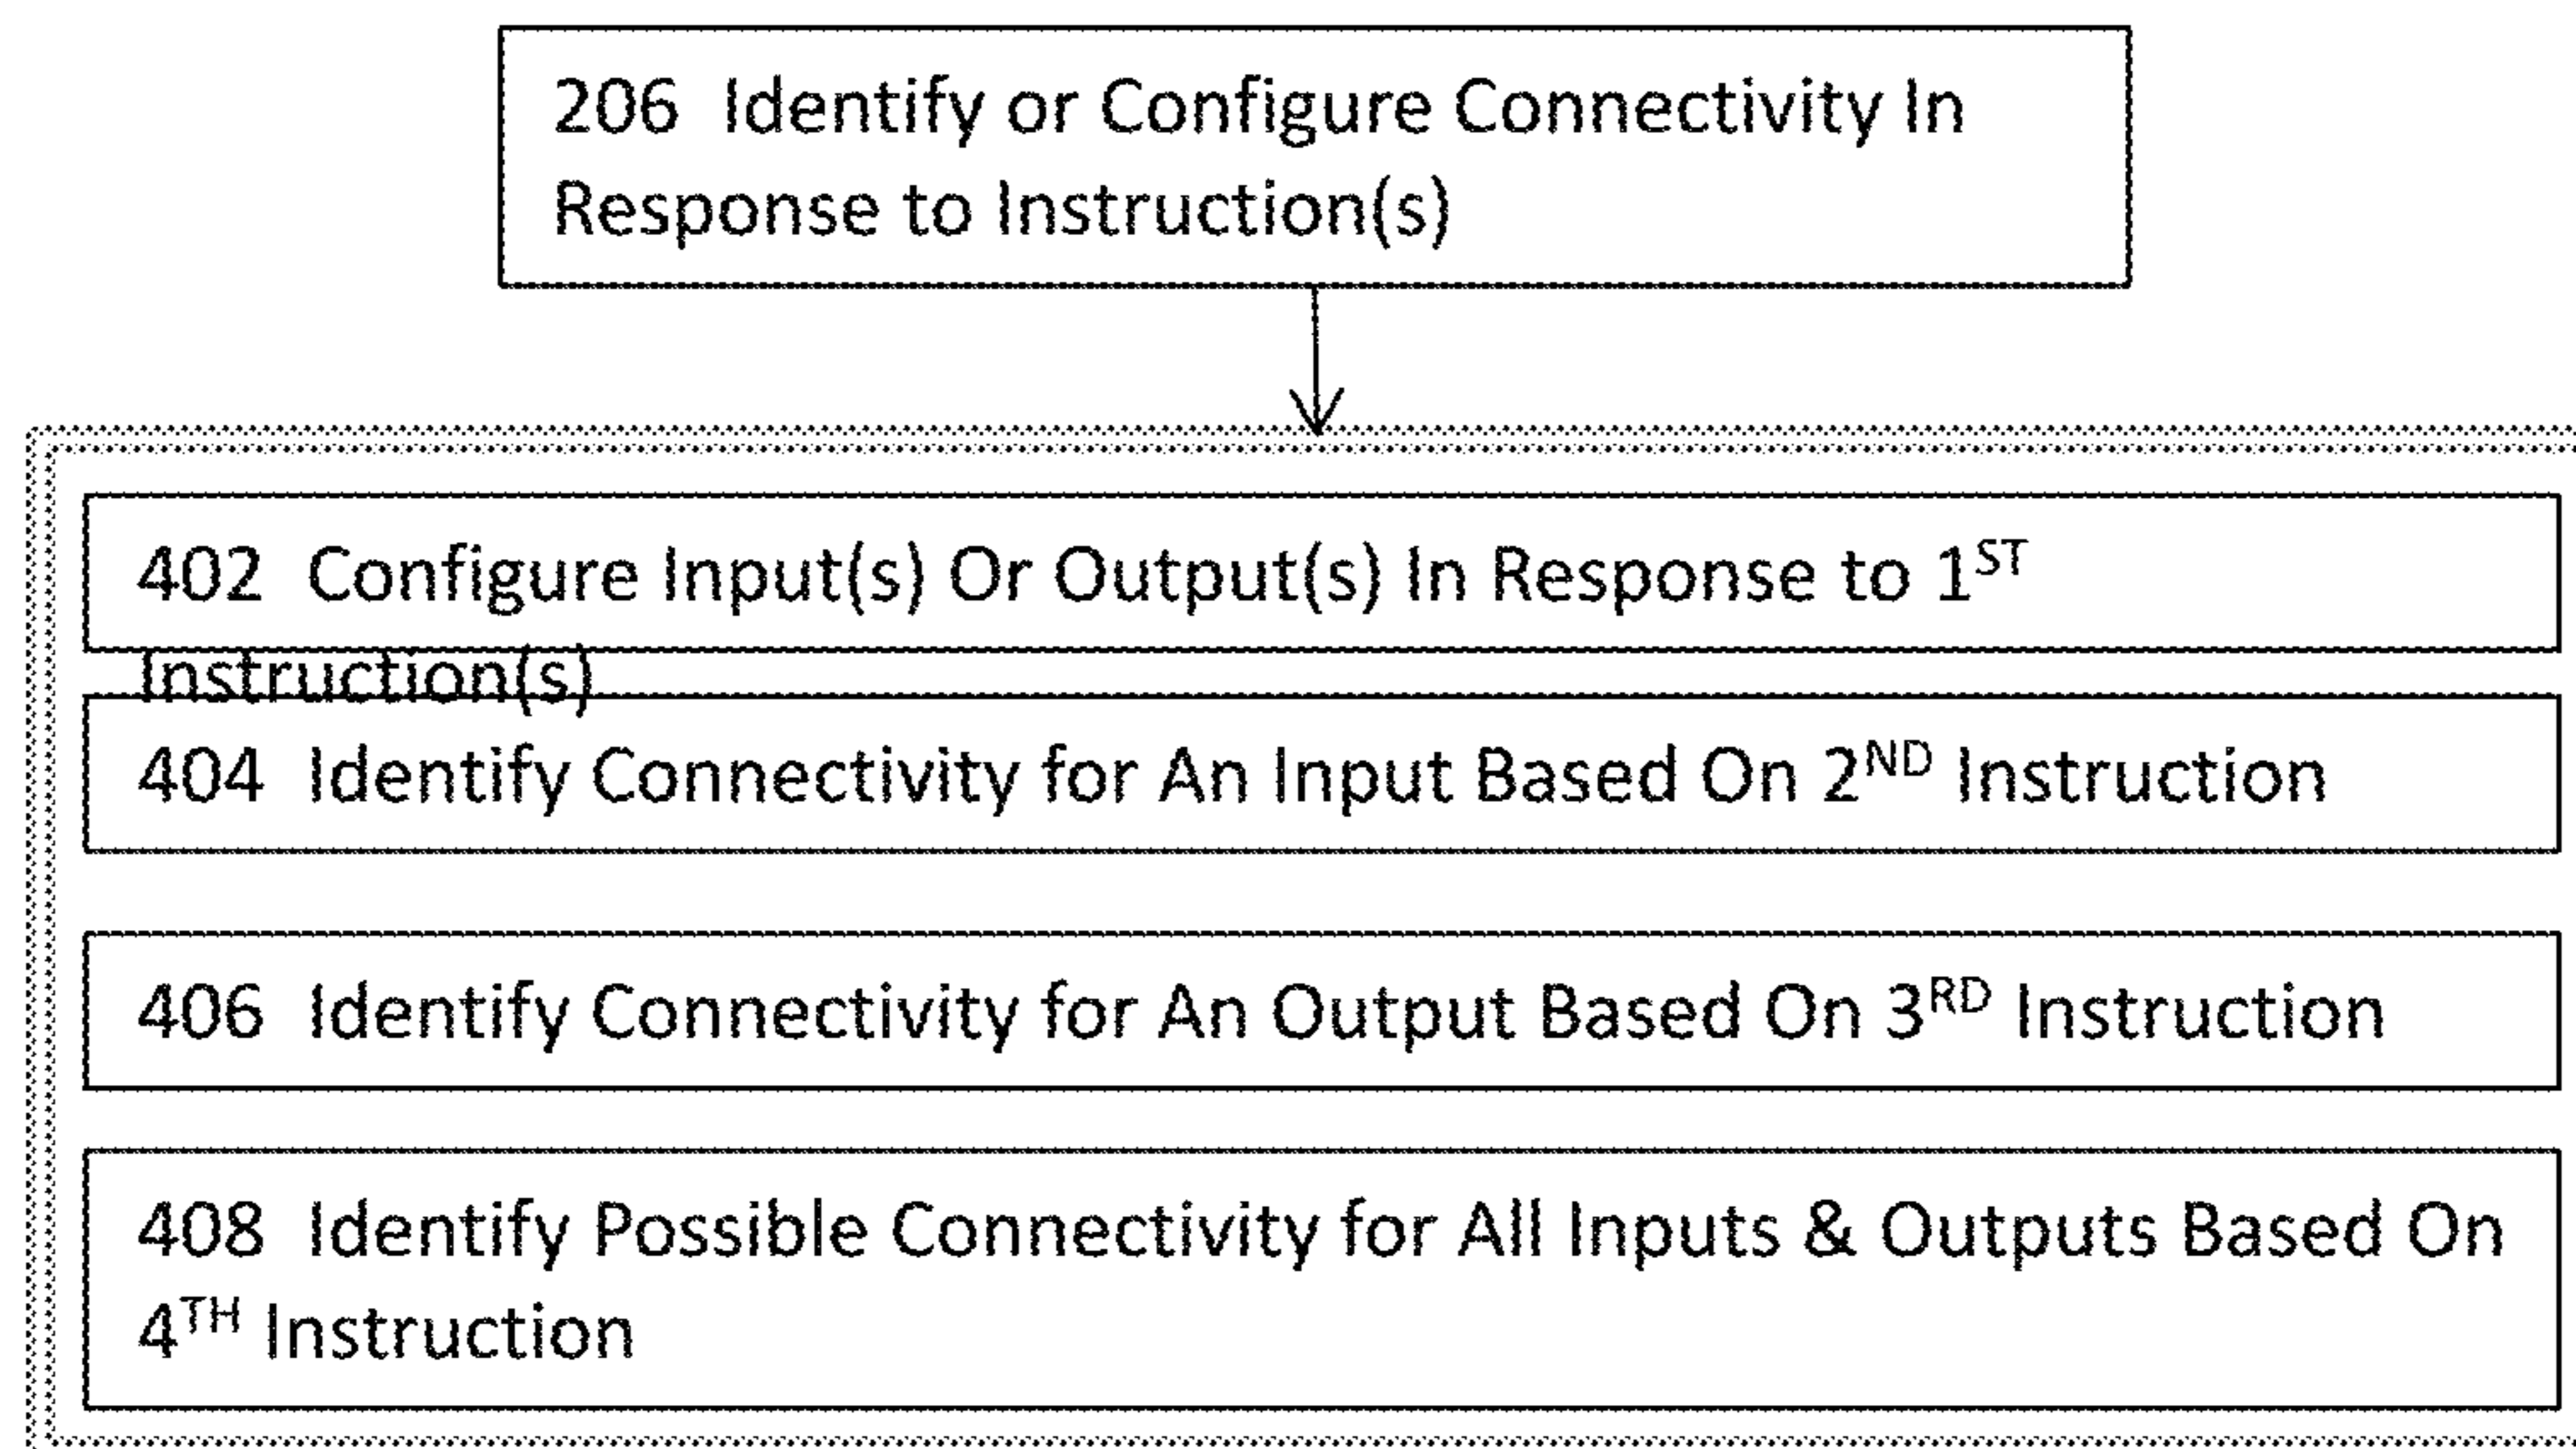 206 Identify or Configure Connectivity In
Response to Instruction(s)
402 Configure Input(s) Or Output(s) In Response to 1ST
Instruction(s)
404 Identify Connectivity for An Input Based On 2ND Instruction
406 Identify Connectivity for An Output Based On 3RD Instruction
408 Identify Possible Connectivity for All Inputs & Outputs Based On
4TH Instruction